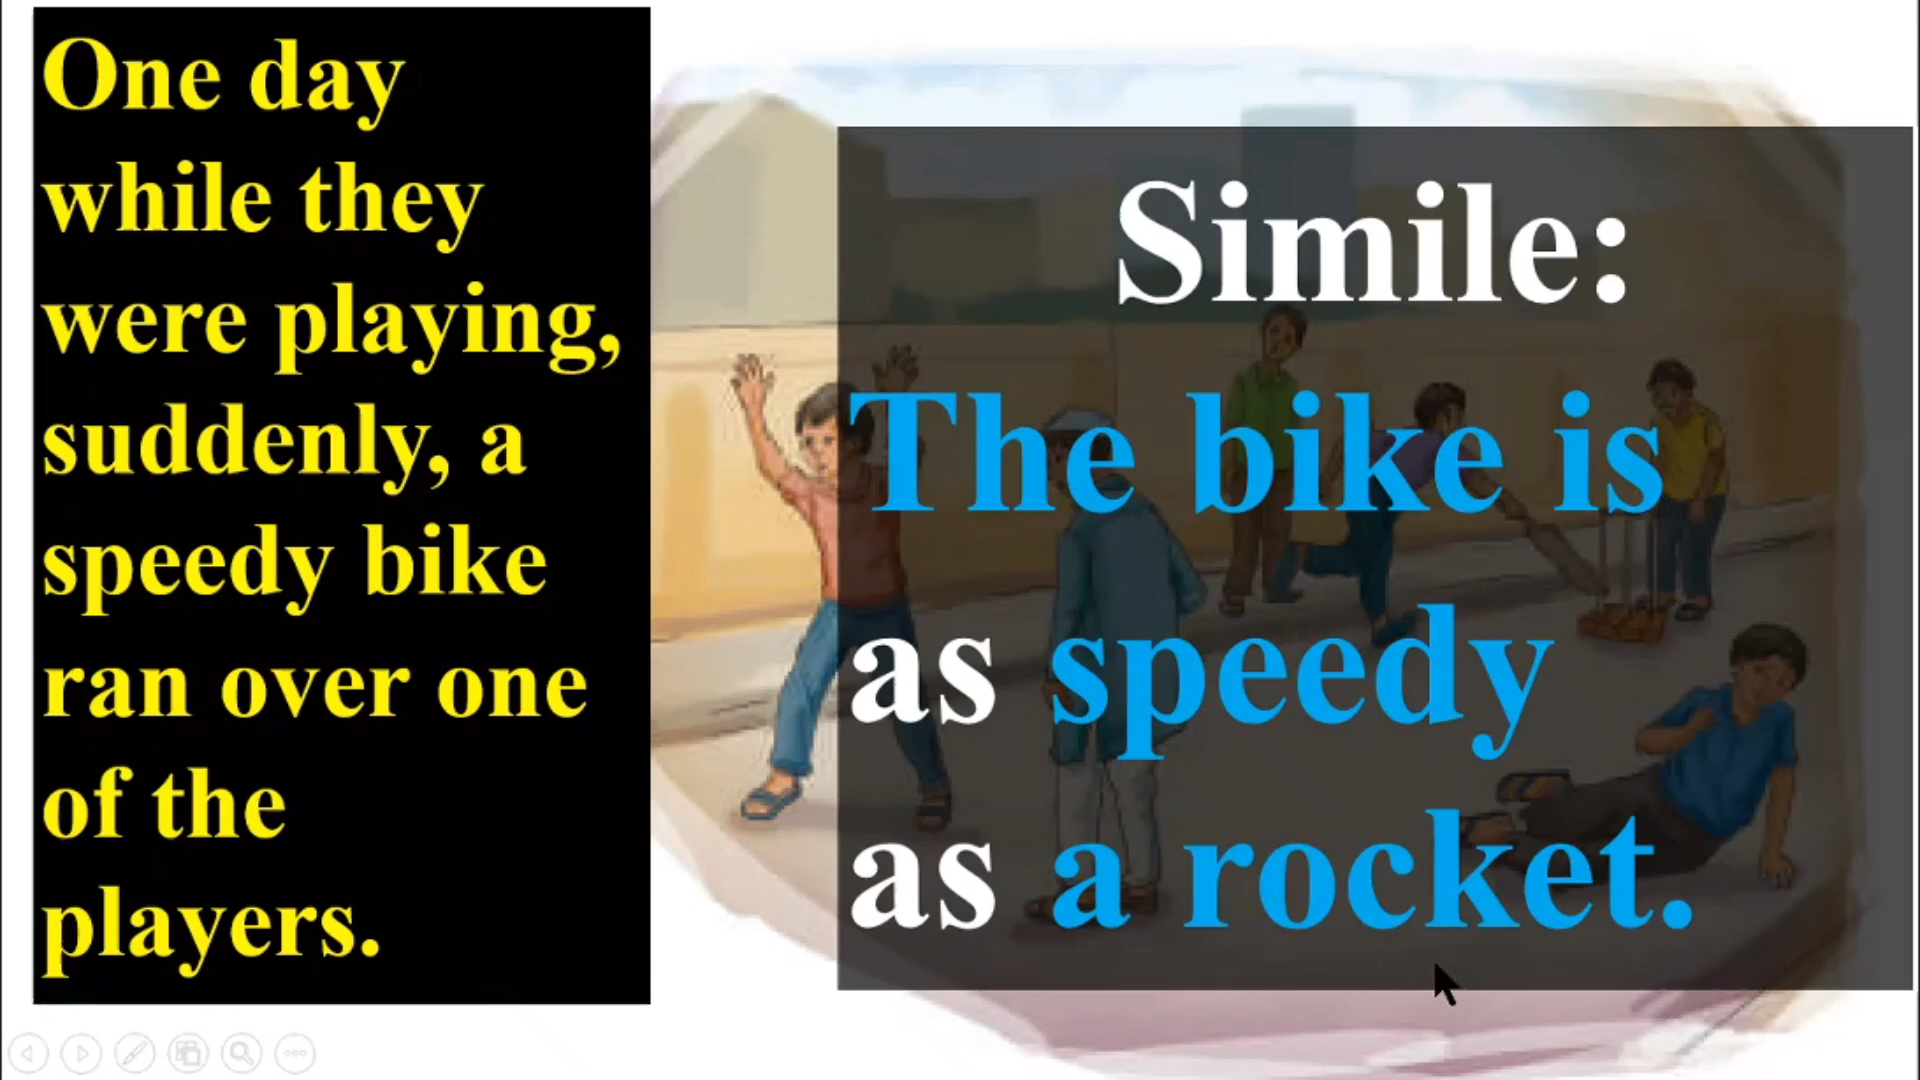 One day
while they
were playing,
suddenly, a
speedy bike
ran over one
of the
players.
Simile:
The bike is
as speedy
as a rocket.